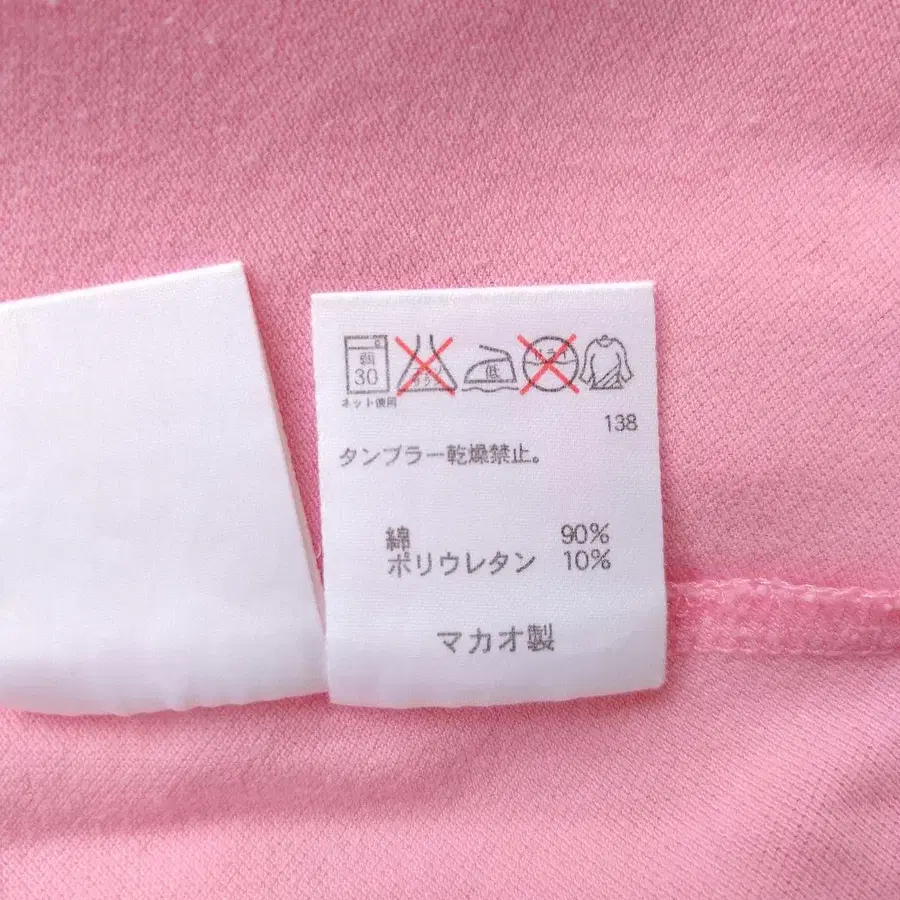 弱
30
ネット使用
低
138
タンブラー乾燥禁止。
綿 90%
ポリウレタン 10%
マカオ製